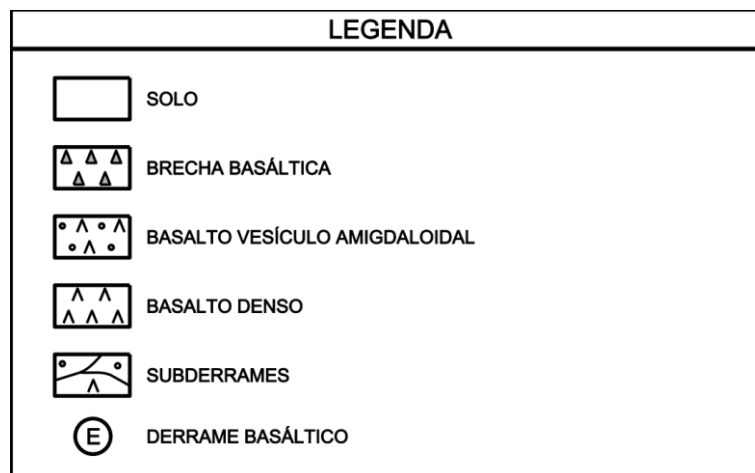 LEGENDA
SOLO
BRECHA BASÁLTICA
BASALTO VESÍCULO AMIGDALOIDAL
BASALTO DENSO
SUBDERRAMES
E DERRAME BASÁLTICO